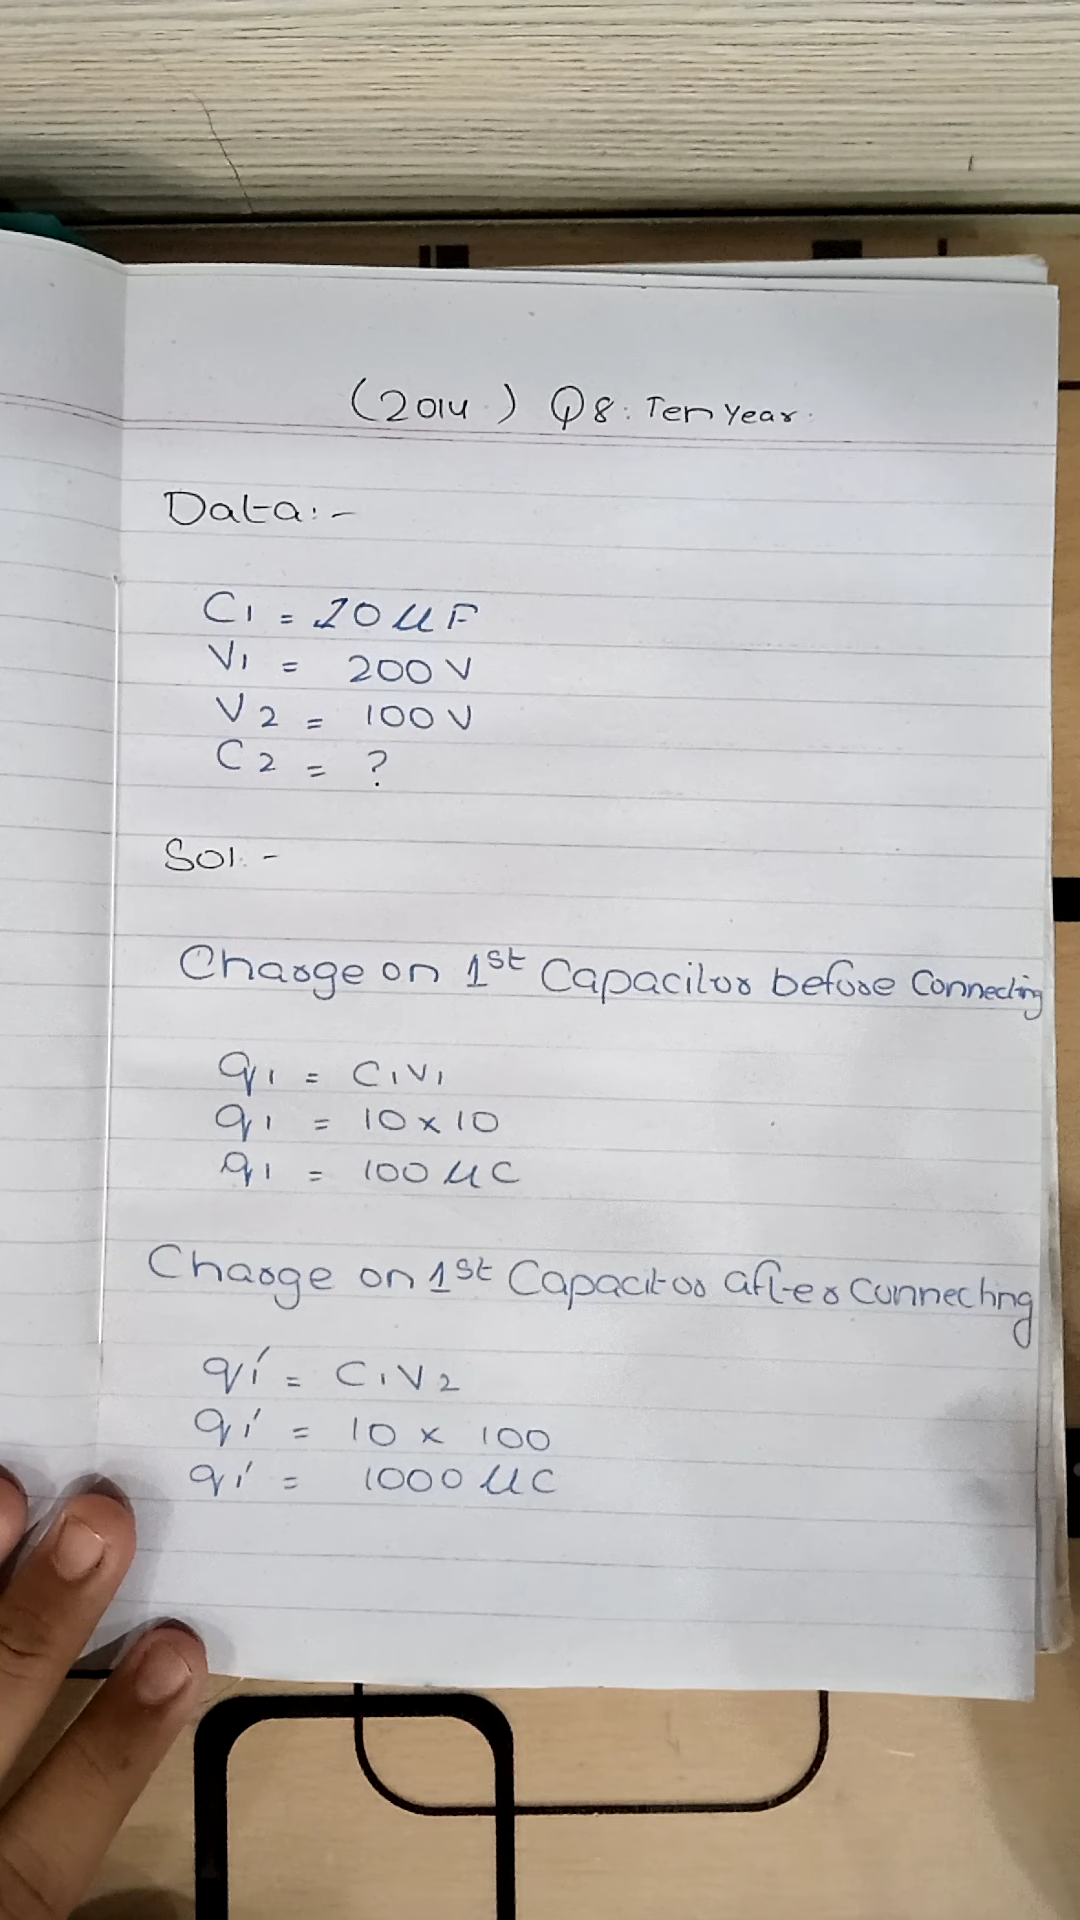 (2014) Q8: Ten Year.
Data:-
C1 = 10 μF
V1 = 200 V
V2 = 100 V
C2 = ?
Sol:-
Charge on 1st Capacitor before Connecting
q1 = C1V1
q1 = 10 x 10
q1 = 100 μC
Charge on 1st Capacitor after Connecting
q1' = C1V2
q1' = 10 x 100
q1' = 1000 μC